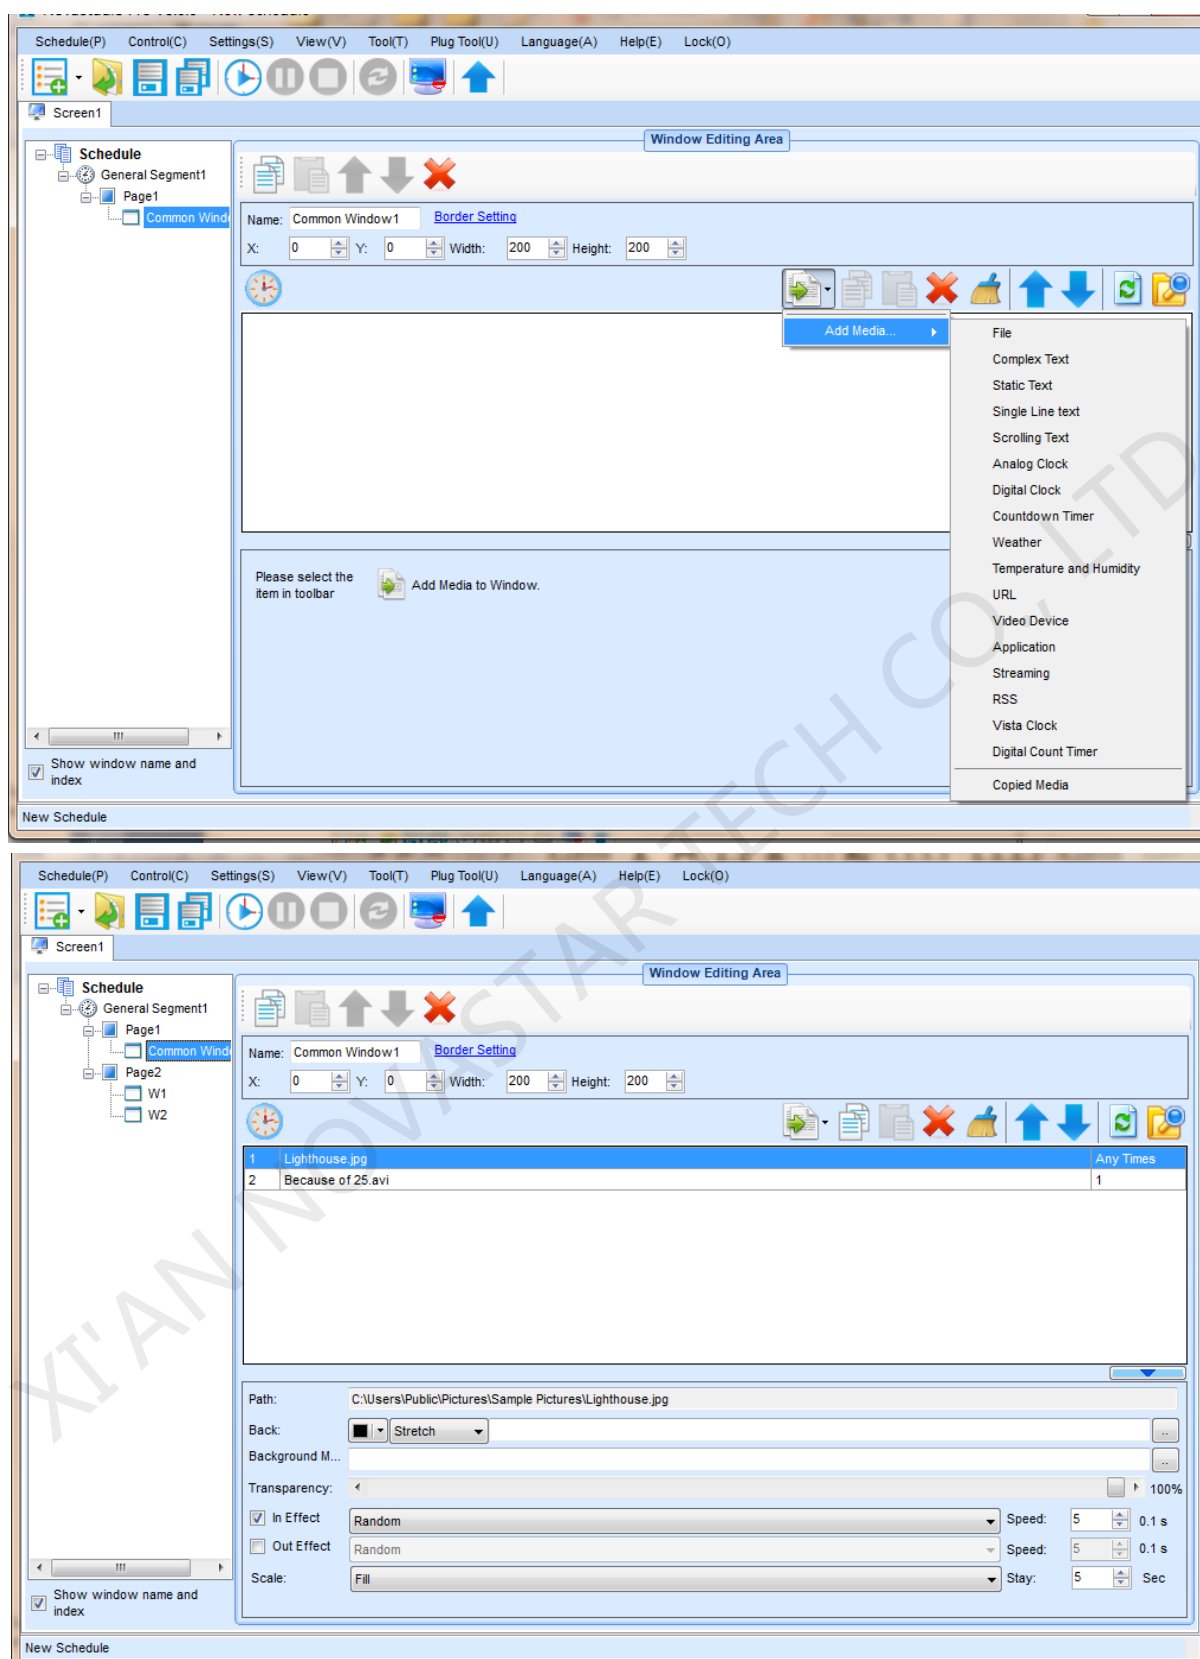 Schedule(P) Control(C) Settings(S) View(V) Tool(T) Plug Tool(U) Language(A) Help(E) Lock(O)
Screen1
Window Editing Area
Schedule
General Segment1
Page1
Common Wind
Name: Common Window1 Border Setting
X: 0 Y: 0 Width: 200 Height: 200
Add Media...
File
Complex Text
Static Text
Single Line text
Scrolling Text
Analog Clock
Digital Clock
Countdown Timer
Weather
Temperature and Humidity
URL
Video Device
Application
Streaming
RSS
Vista Clock
Digital Count Timer
Copied Media
Please select the
item in toolbar
Add Media to Window.
Show window name and
index
New Schedule
Schedule(P) Control(C) Settings(S) View(V) Tool(T) Plug Tool(U) Language(A) Help(E) Lock(O)
Screen1
Window Editing Area
Schedule
General Segment1
Page1
Common Wind
Page2
W1
W2
Name: Common Window1 Border Setting
X: 0 Y: 0 Width: 200 Height: 200
1 Lighthouse.jpg Any Times
2 Because of 25.avi 1
Path: C:\Users\Public\Pictures\Sample Pictures\Lighthouse.jpg
Back: Stretch ..
Background M... ..
Transparency: 100%
In Effect Random Speed: 5 0.1 s
Out Effect Random Speed: 5 0.1 s
Scale: Fill Stay: 5 Sec
Show window name and
index
New Schedule
XI'AN NOVASTAR TECH CO., LTD